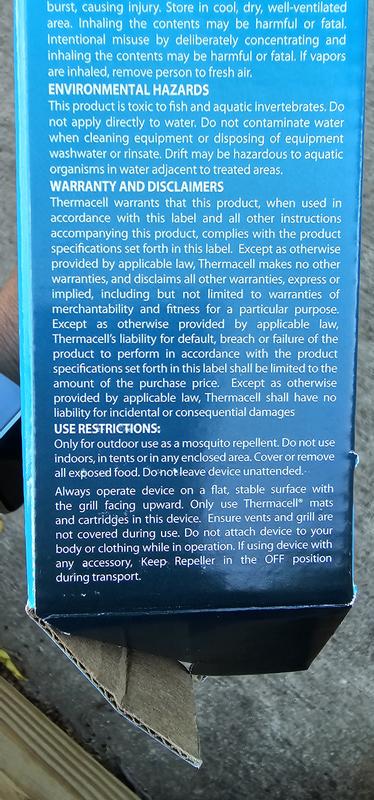 burst, causing injury. Store in cool, dry, well-ventilated
area. Inhaling the contents may be harmful or fatal.
Intentional misuse by deliberately concentrating and
inhaling the contents may be harmful or fatal. If vapors
are inhaled, remove person to fresh air.
ENVIRONMENTAL HAZARDS
This product is toxic to fish and aquatic invertebrates. Do
not apply directly to water. Do not contaminate water
when cleaning equipment or disposing of equipment
washwater or rinsate. Drift may be hazardous to aquatic
organisms in water adjacent to treated areas.
WARRANTY AND DISCLAIMERS
Thermacell warrants that this product, when used in
accordance with this label and all other instructions
accompanying this product, complies with the product
specifications set forth in this label. Except as otherwise
provided by applicable law, Thermacell makes no other
warranties, and disclaims all other warranties, express or
implied, including but not limited to warranties of
merchantability and fitness for a particular purpose.
Except as otherwise provided by applicable law,
Thermacell's liability for default, breach or failure of the
product to perform in accordance with the product
specifications set forth in this label shall be limited to the
amount of the purchase price. Except as otherwise
provided by applicable law, Thermacell shall have no
liability for incidental or consequential damages
USE RESTRICTIONS:
Only for outdoor use as a mosquito repellent. Do not use
indoors, in tents or in any enclosed area. Cover or remove
all exposed food. Do not leave device unattended.
Always operate device on a flat, stable surface with
the grill facing upward. Only use Thermacell® mats
and cartridges in this device. Ensure vents and grill are
not covered during use. Do not attach device to your
body or clothing while in operation. If using device with
any accessory, Keep Repeller in the OFF position
during transport.